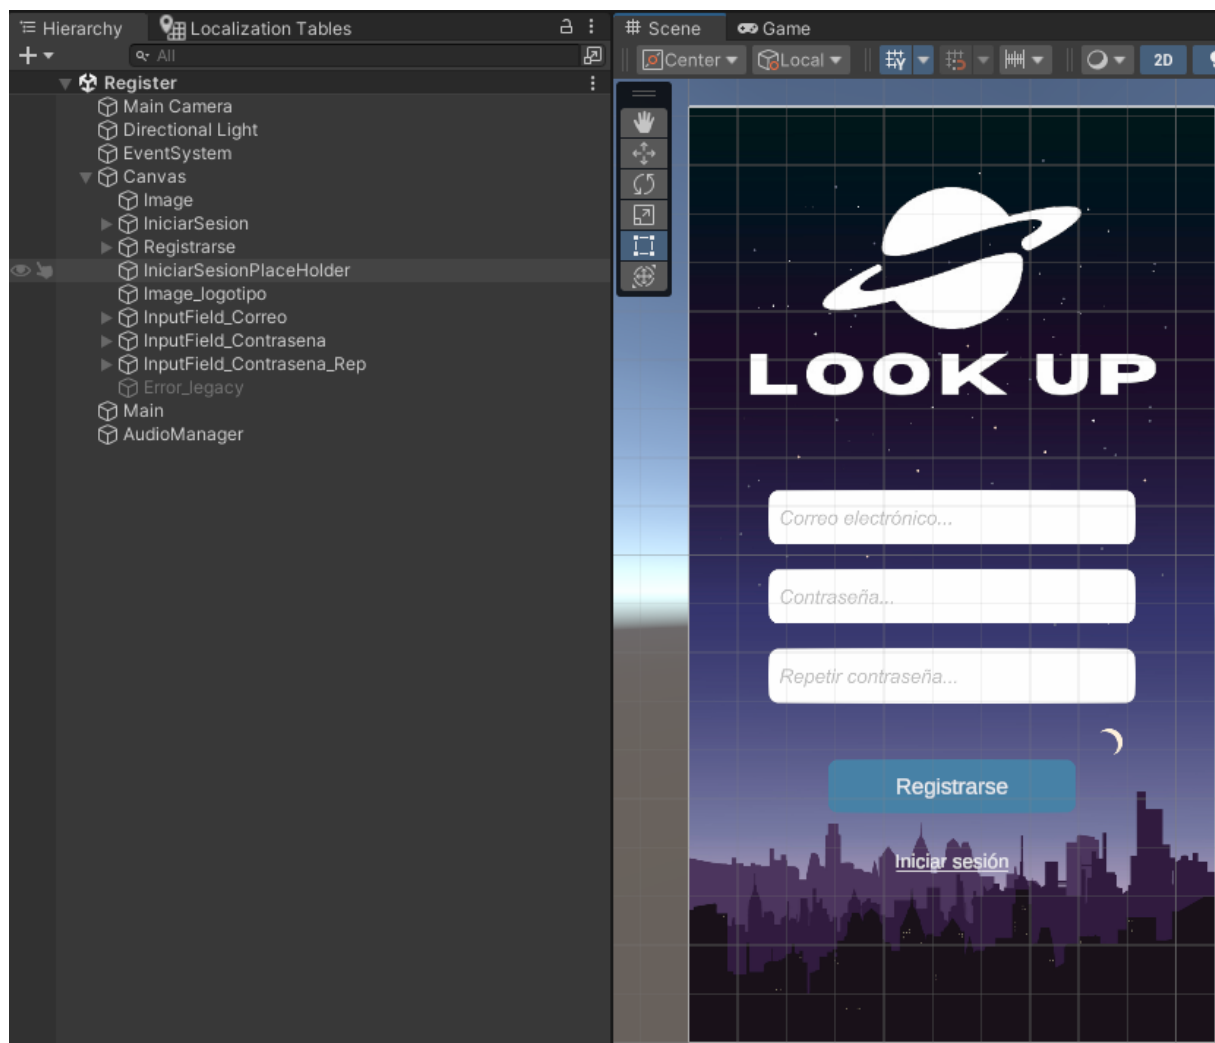 Hierarchy
Localization Tables
All
Register
Main Camera
Directional Light
EventSystem
Canvas
Image
IniciarSesion
Registrarse
IniciarSesionPlaceHolder
Image_logotipo
InputField_Correo
InputField_Contrasena
InputField_Contrasena_Rep
Error_legacy
Main
AudioManager
Scene
Game
Center
Local
2D
LOOK UP
Correo electrónico...
Contraseña...
Repetir contraseña...
Registrarse
Iniciar sesión